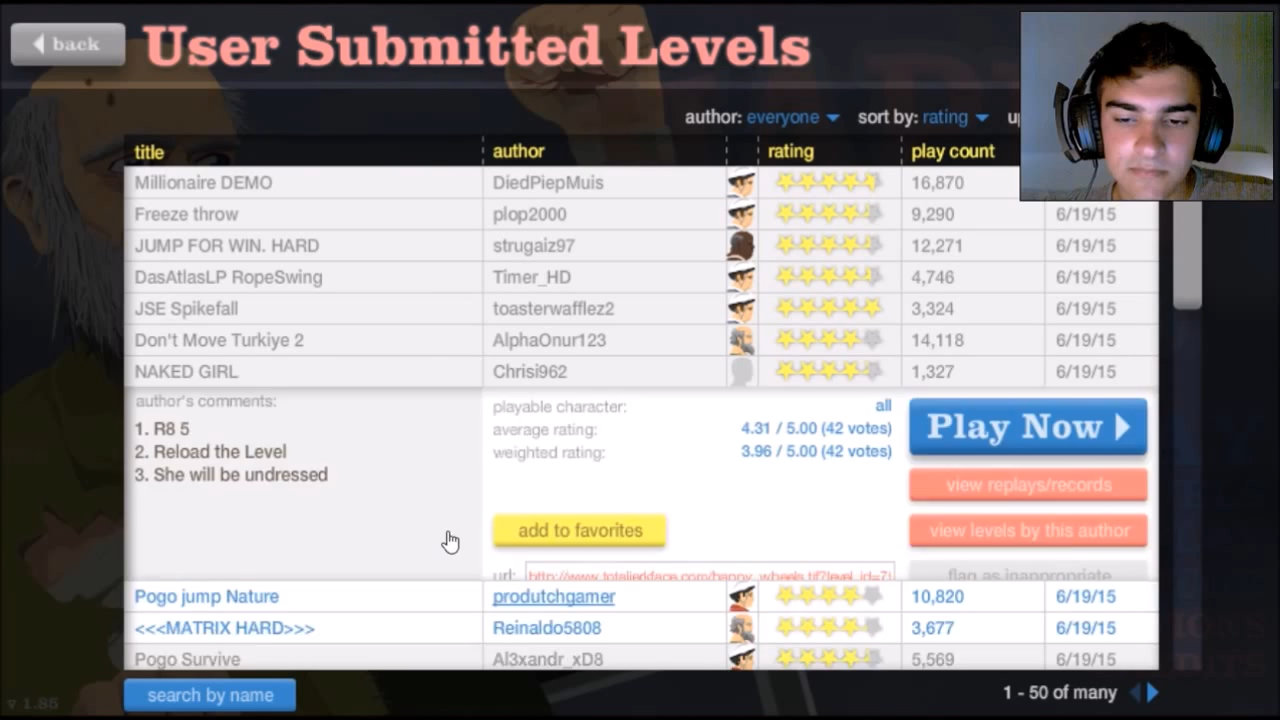 back
User Submitted Levels
author: everyone sort by: rating
title author rating play count
Millionaire DEMO DiedPiepMuis 16,870
Freeze throw plop2000 9,290 6/19/15
JUMP FOR WIN. HARD strugaiz97 12,271 6/19/15
DasAtlasLP RopeSwing Timer_HD 4,746 6/19/15
JSE Spikefall toasterwafflez2 3,324 6/19/15
Don't Move Turkiye 2 AlphaOnur123 14,118 6/19/15
NAKED GIRL Chrisi962 1,327 6/19/15
author's comments:
1. R8 5
2. Reload the Level
3. She will be undressed
playable character: all
average rating: 4.31 / 5.00 (42 votes)
weighted rating: 3.96 / 5.00 (42 votes)
add to favorites
Play Now
view replays/records
view levels by this author
flag as inappropriate
url:
Pogo jump Nature produtchgamer 10,820 6/19/15
<<<MATRIX HARD>>> Reinaldo5808 3,677 6/19/15
Pogo Survive Al3xandr_xD8 5,569 6/19/15
v 1.85
search by name
1 - 50 of many